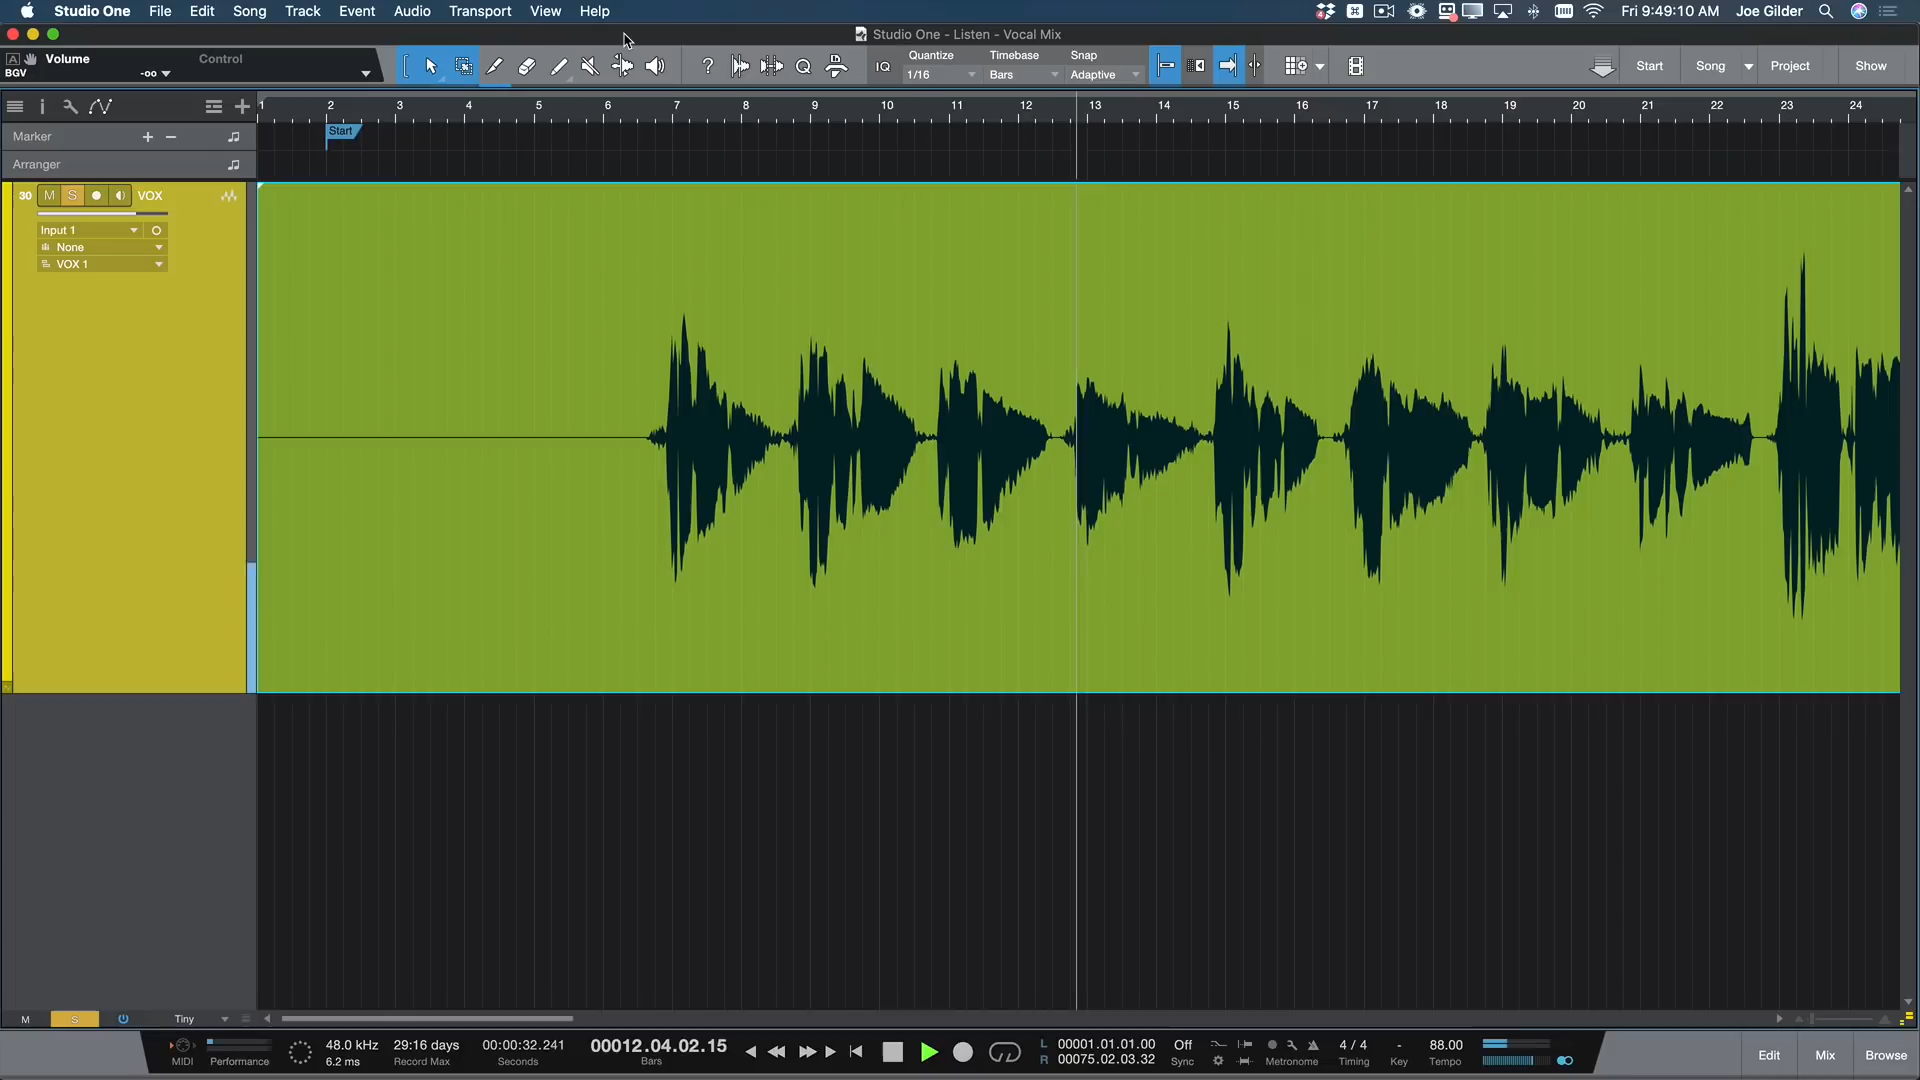 Studio One File Edit Song Track Event Audio Transport View Help
Fri 9:49:10 AM Joe Gilder
Studio One - Listen - Vocal Mix
A Volume Control
BGV -oo
? IQ
Quantize Timebase Snap
1/16 Bars Adaptive
Start Song Project Show
1 2 3 4 5 6 7 8 9 10 11 12 13 14 15 16 17 18 19 20 21 22 23 24
Marker + -
Start
Arranger
30 M S VOX
Input 1
None
VOX 1
M S Tiny
MIDI
Performance
48.0 kHz
6.2 ms
29:16 days
Record Max
00:00:32.241
Seconds
00012.04.02.15
Bars
L 00001.01.01.00
R 00075.02.03.32
Off
Sync
Metronome
4 / 4
Timing
-
Key
88.00
Tempo
Edit Mix Browse